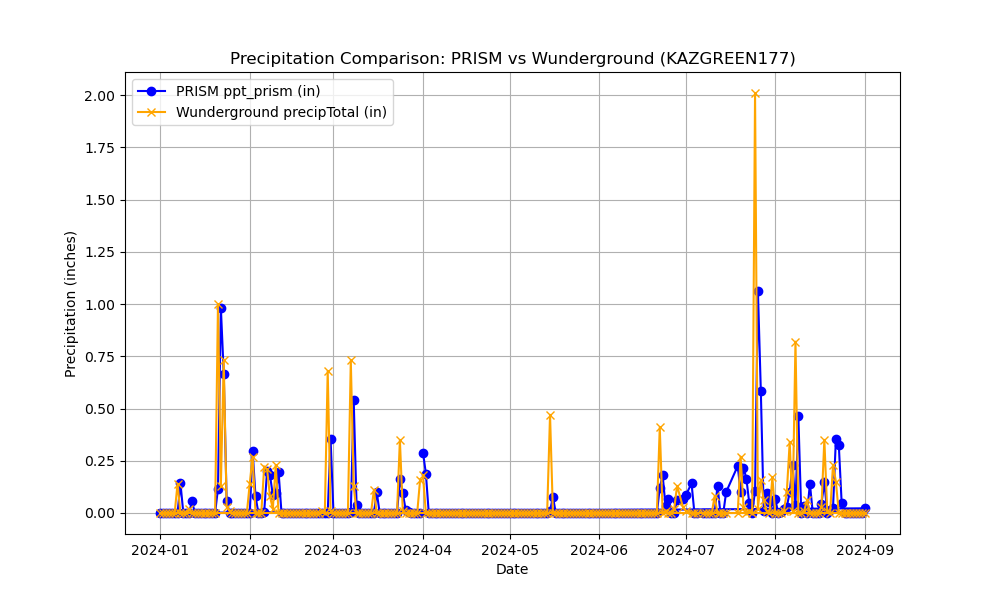 Precipitation Comparison: PRISM vs Wunderground (KAZGREEN177)
PRISM ppt_prism (in)
Wunderground precipTotal (in)
Precipitation (inches)
2.00
1.75
1.50
1.25
1.00
0.75
0.50
0.25
0.00
2024-01 2024-02 2024-03 2024-04 2024-05 2024-06 2024-07 2024-08 2024-09
Date